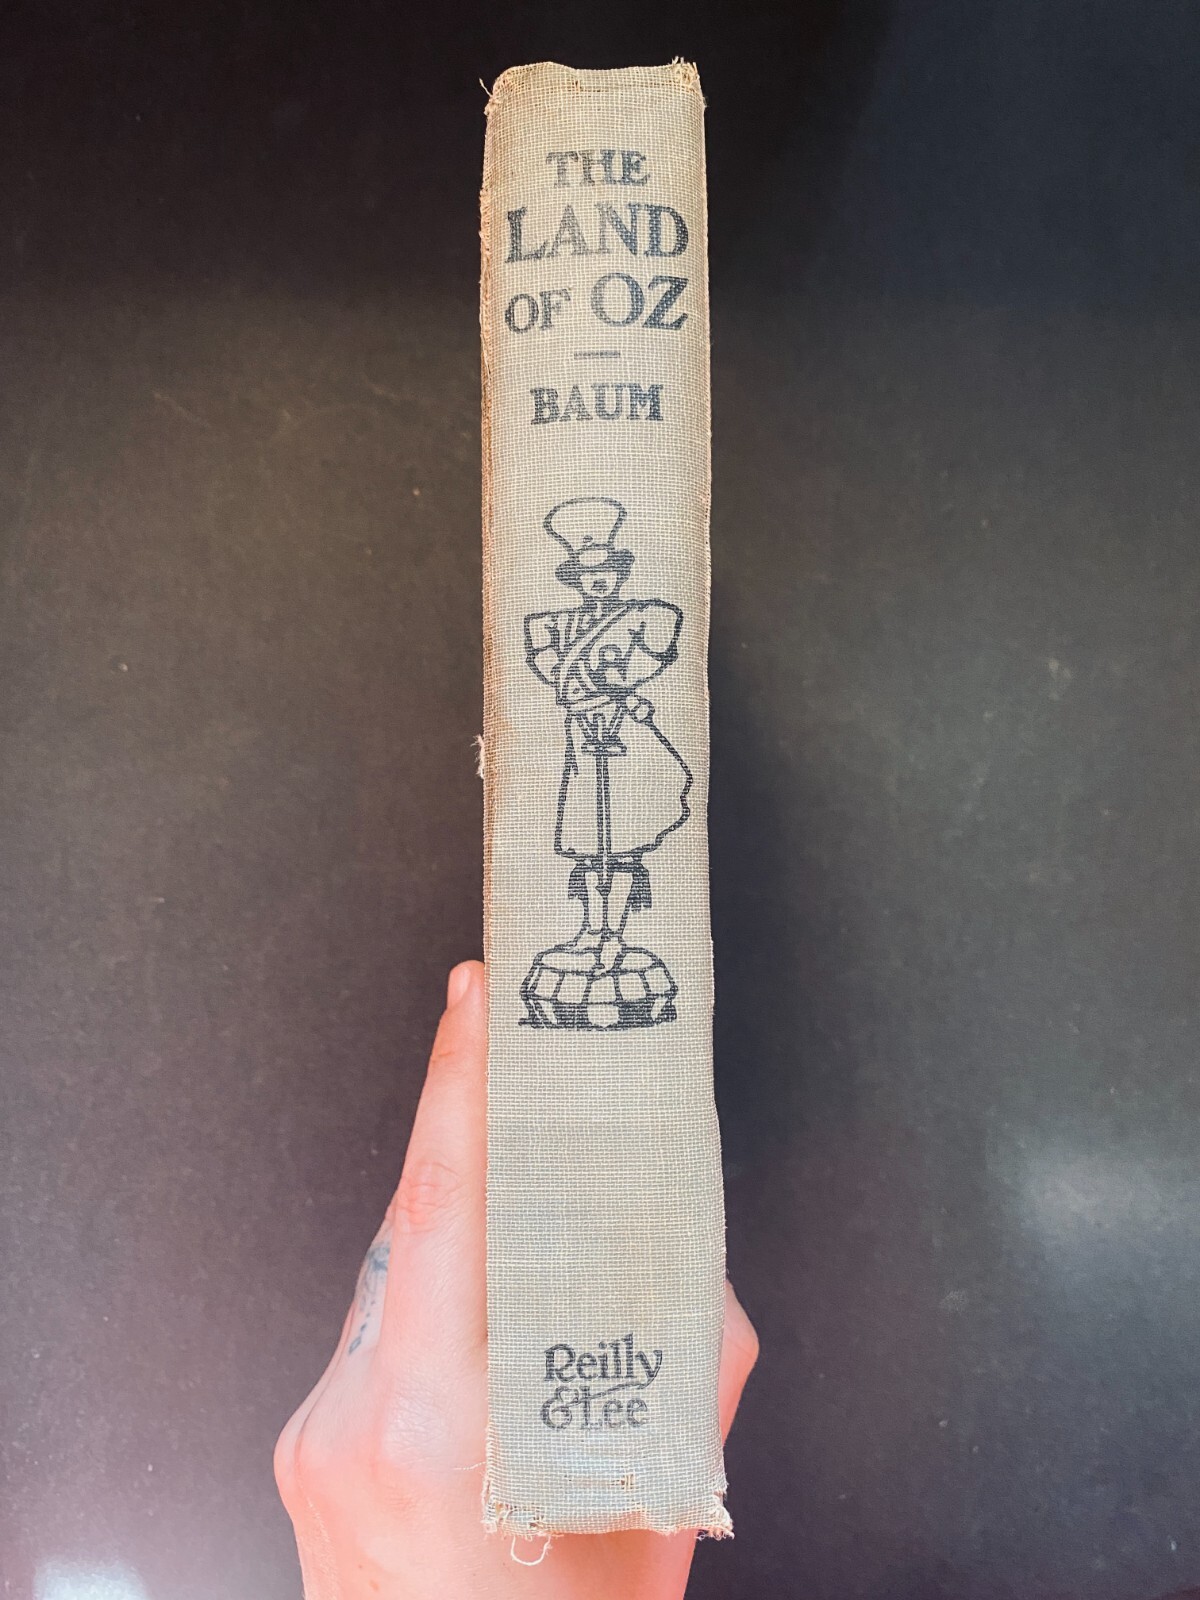 THE
LAND
OF OZ
BAUM
Reilly
& Lee